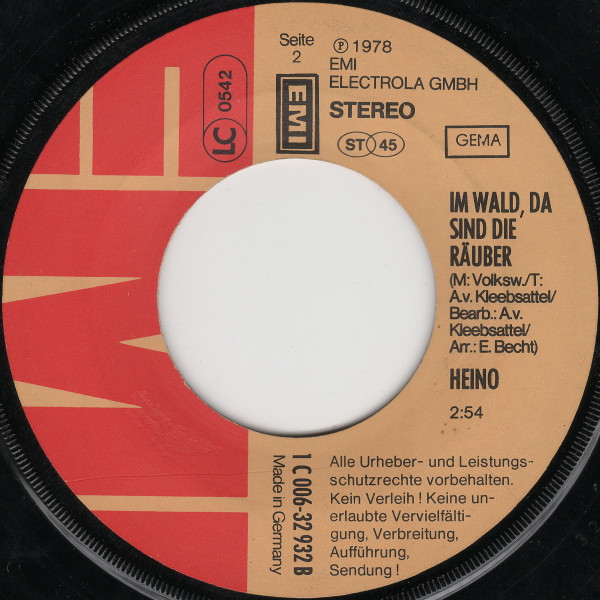 Seite
2
℗ 1978
EMI
ELECTROLA GMBH
STEREO
ST 45
LC 0542
EMI
GEMA
IM WALD, DA
SIND DIE
RÄUBER
(M: Volksw./T:
A.v. Kleebsattel/
Bearb.: A.v.
Kleebsattel/
Arr.: E. Becht)
HEINO
2:54
1 C 006-32 932 B
Made in Germany
Alle Urheber- und Leistungs-
schutzrechte vorbehalten.
Kein Verleih! Keine un-
erlaubte Vervielfälti-
gung, Verbreitung,
Aufführung,
Sendung!
EMI